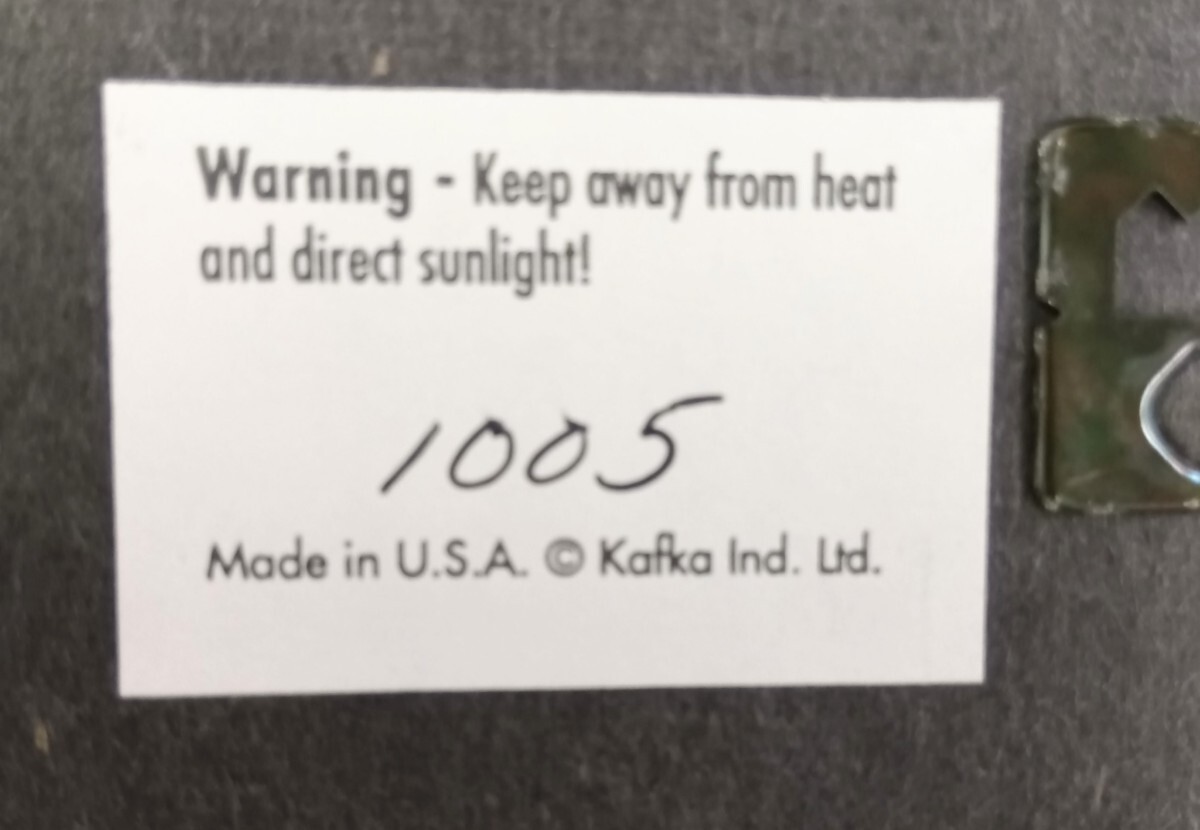 Warning - Keep away from heat
and direct sunlight!
1005
Made in U.S.A. © Kafka Ind. Ltd.